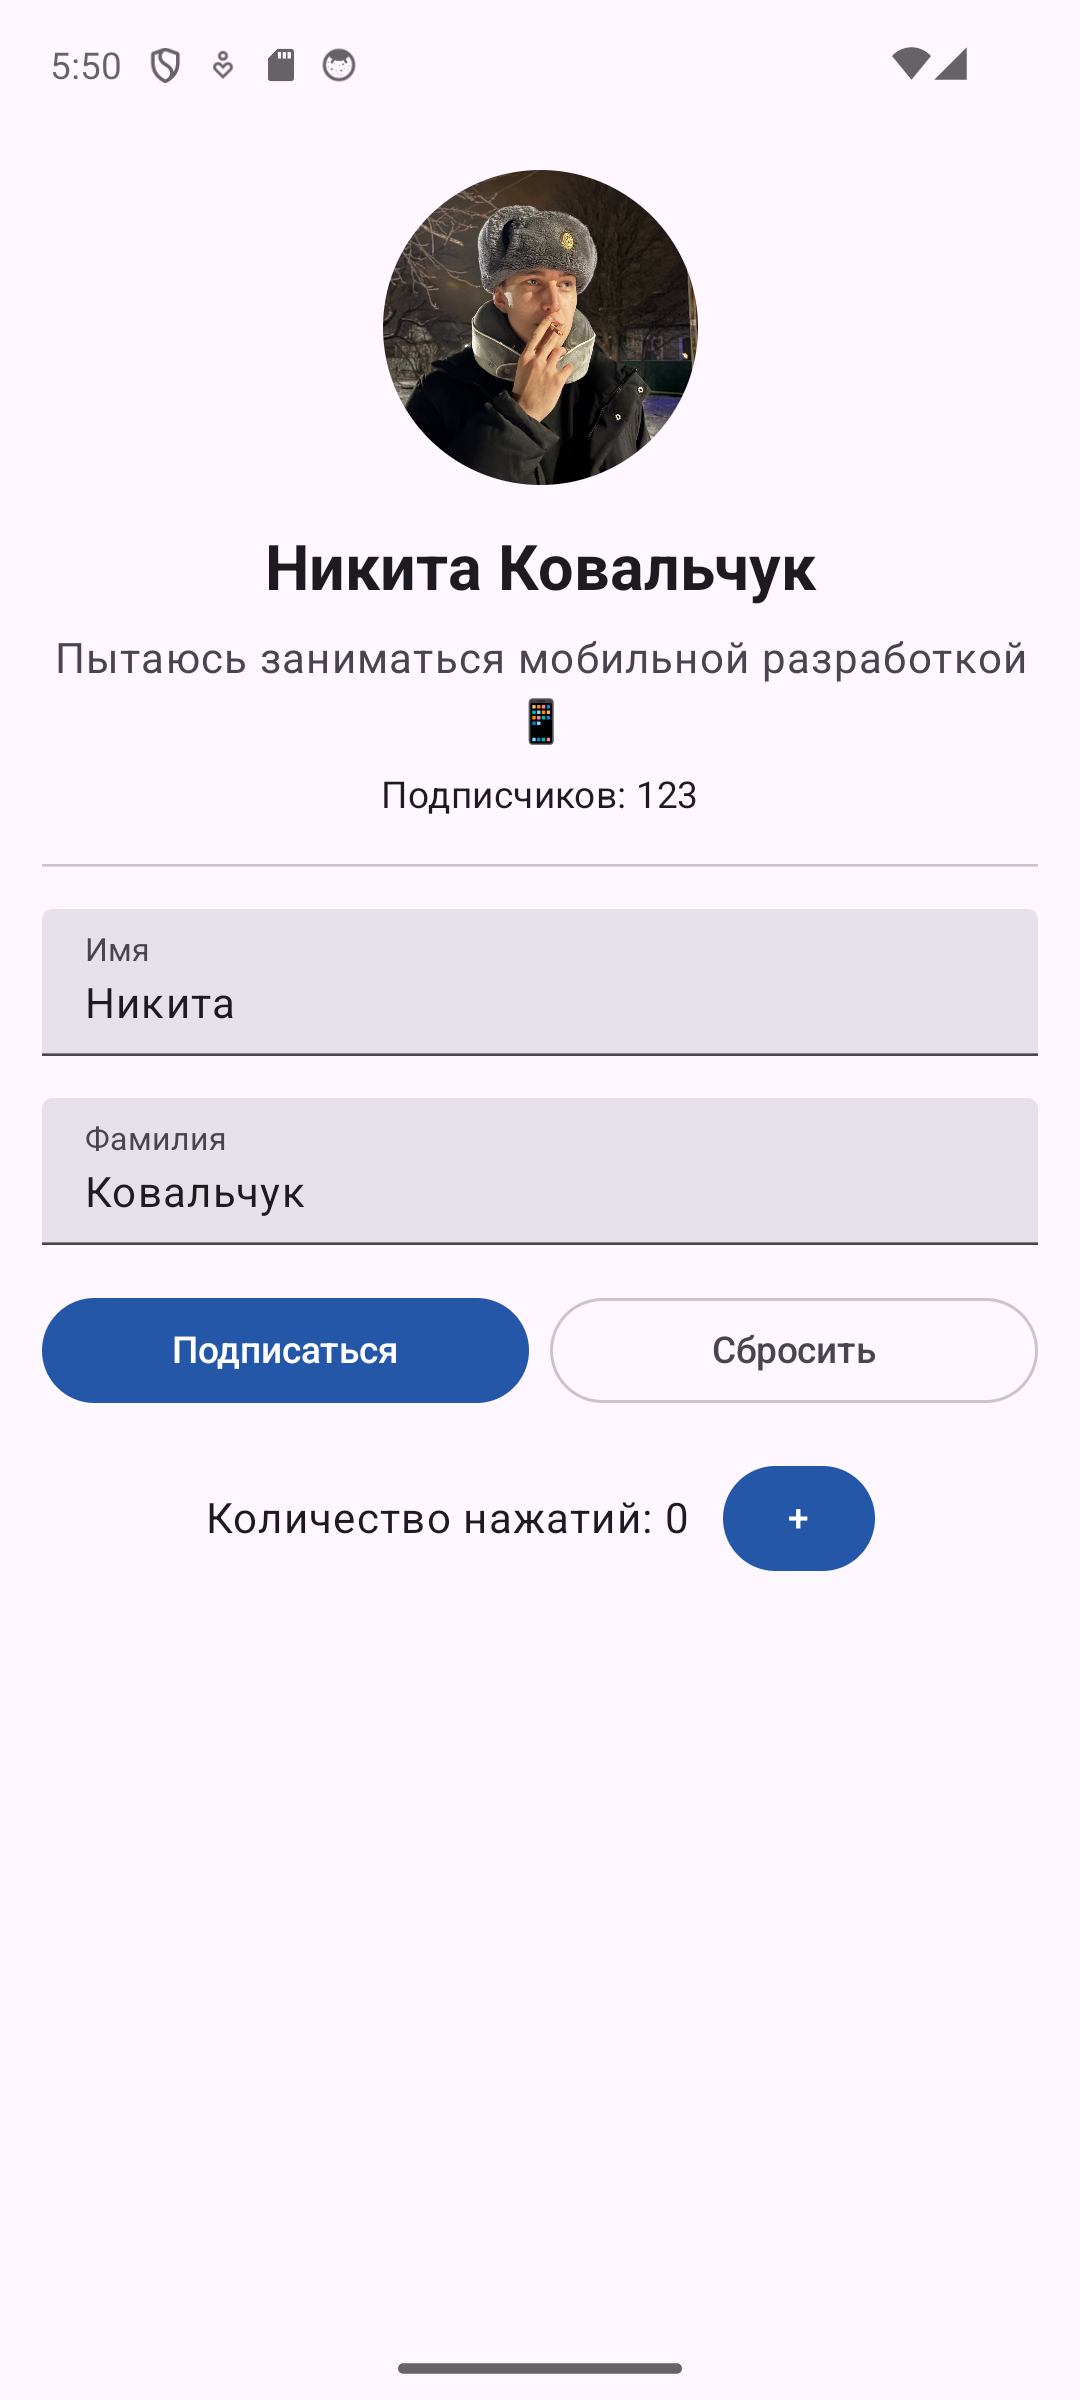 5:50
Никита Ковальчук
Пытаюсь заниматься мобильной разработкой
📱
Подписчиков: 123
Имя
Никита
Фамилия
Ковальчук
Подписаться
Сбросить
Количество нажатий: 0
+